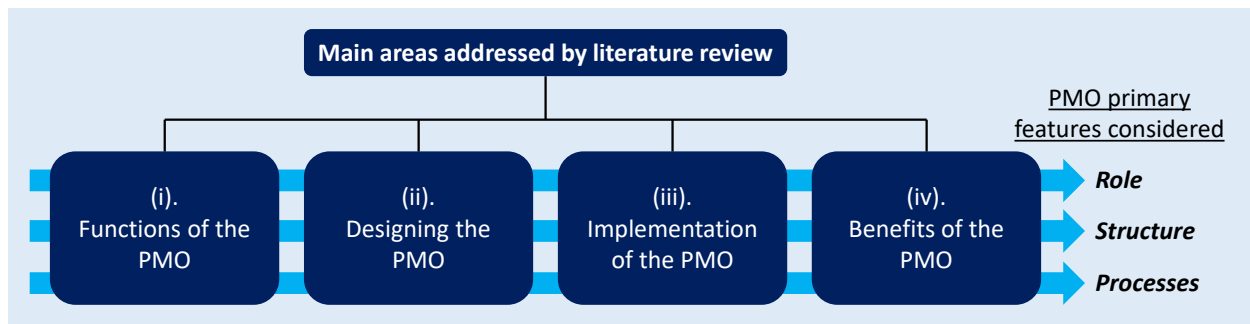 Main areas addressed by literature review
PMO primary
features considered
(i).
Functions of the
PMO
(ii).
Designing the
PMO
(iii).
Implementation
of the PMO
(iv).
Benefits of the
PMO
Role
Structure
Processes